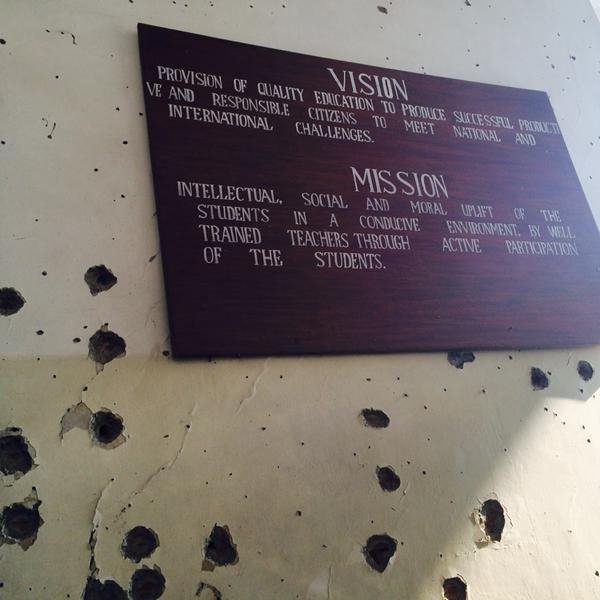 VISION
PROVISION OF QUALITY EDUCATION TO PRODUCE SUCCESSFUL PRODUCTI
VE AND RESPONSIBLE CITIZENS TO MEET NATIONAL AND
INTERNATIONAL CHALLENGES.
MISSION
INTELLECTUAL, SOCIAL AND MORAL UPLIFT OF THE
STUDENTS IN A CONDUCIVE ENVIRONMENT, BY WELL
TRAINED TEACHERS THROUGH ACTIVE PARTICIPATION
OF THE STUDENTS.